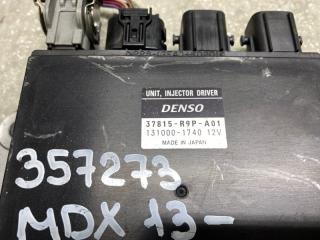 UNIT, INJECTOR DRIVER
DENSO
37815-R9P-A01
131000-1740 12V
MADE IN JAPAN
357273
MDX 13-